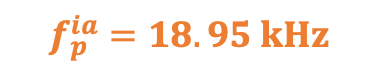 f_p^{ia} = 18.95 kHz